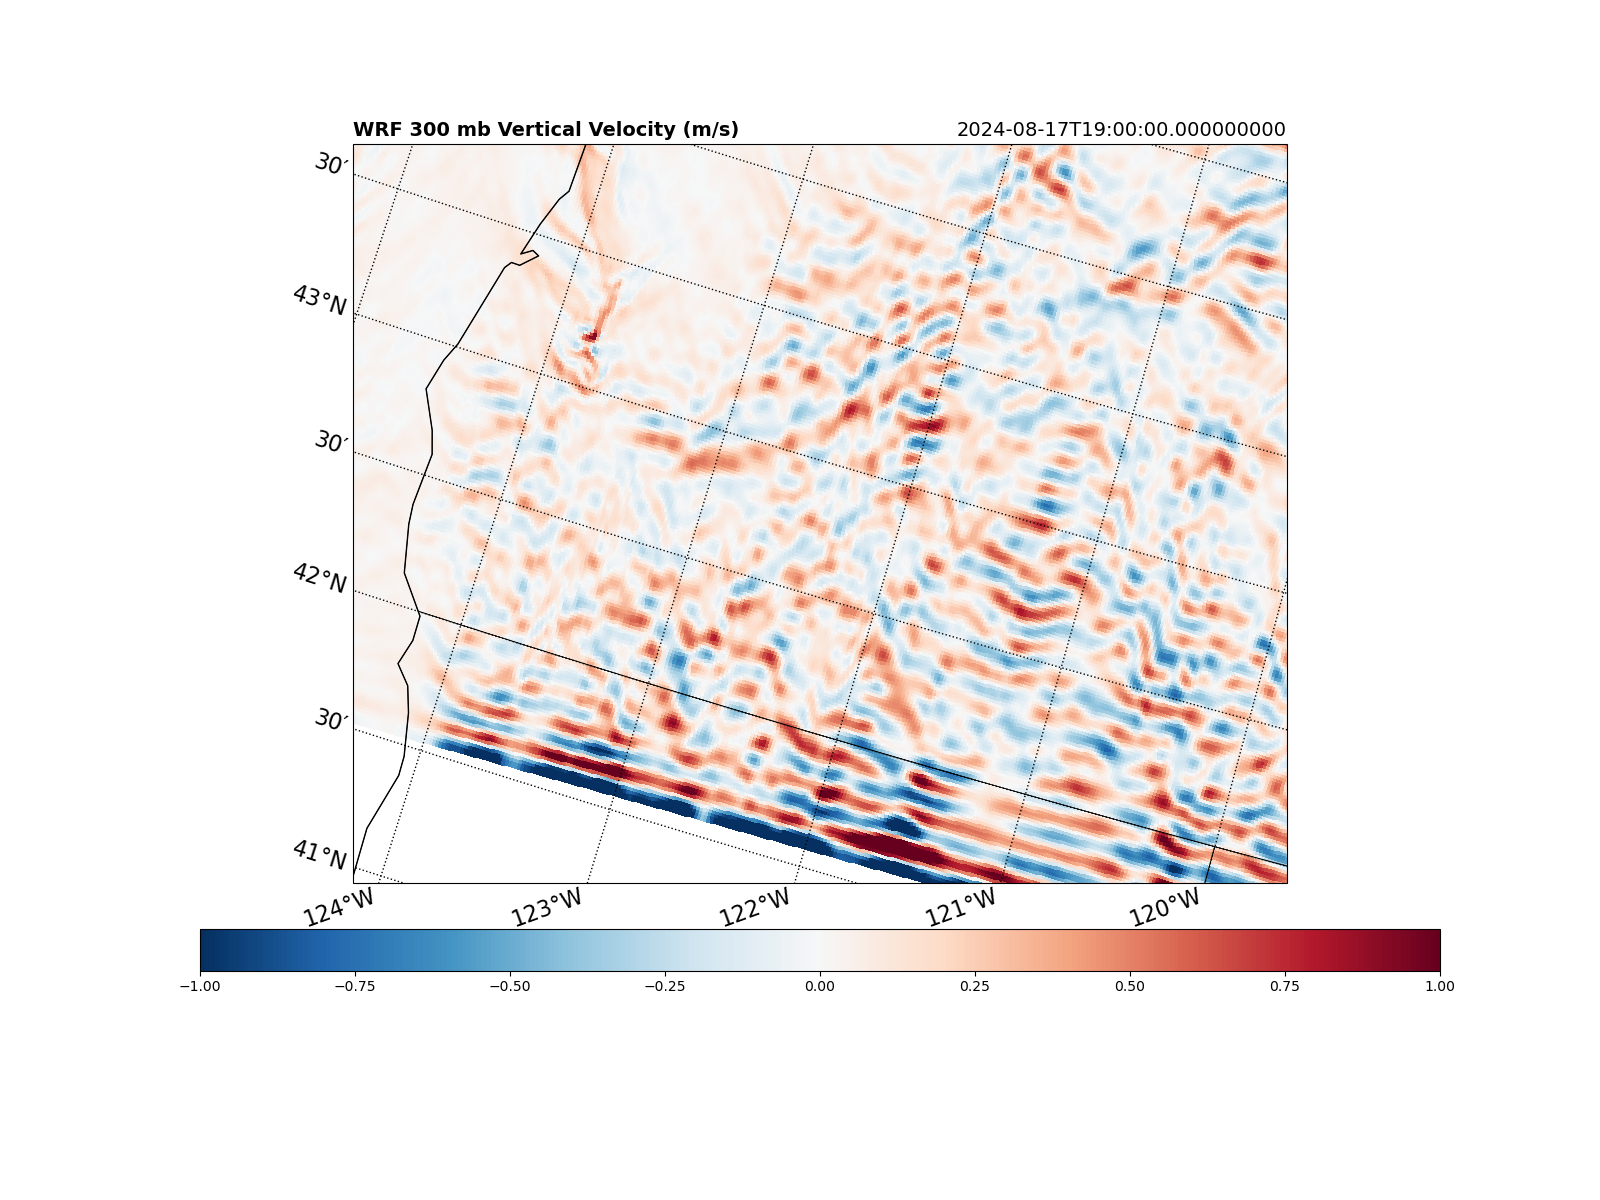 WRF 300 mb Vertical Velocity (m/s)
2024-08-17T19:00:00.000000000
30′
43°N
30′
42°N
30′
41°N
124°W
123°W
122°W
121°W
120°W
−1.00
−0.75
−0.50
−0.25
0.00
0.25
0.50
0.75
1.00